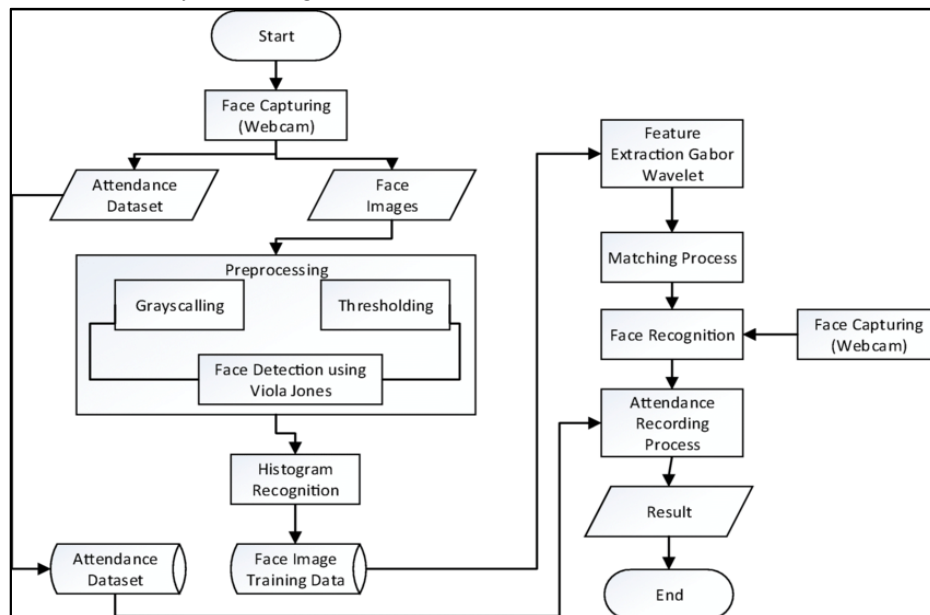 Start
Face Capturing
(Webcam)
Attendance
Dataset
Face
Images
Preprocessing
Grayscalling
Thresholding
Face Detection using
Viola Jones
Histogram
Recognition
Attendance
Dataset
Face Image
Training Data
Feature
Extraction Gabor
Wavelet
Matching Process
Face Recognition
Face Capturing
(Webcam)
Attendance
Recording
Process
Result
End